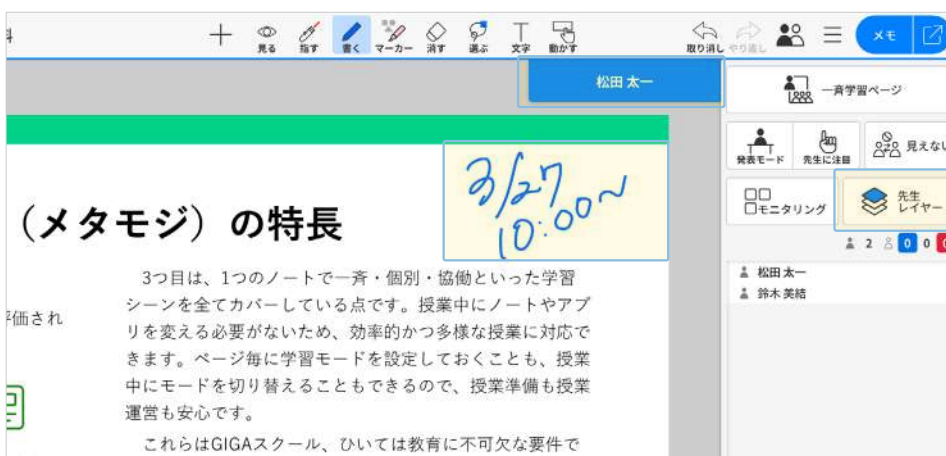 見る
指す
書く
マーカー
消す
選ぶ
文字
動かす
取り消し
やり直し
メモ
松田 太一
一斉学習ページ
発表モード
先生に注目
見えない
モニタリング
先生
レイヤー
2 0 0
松田 太一
鈴木 美結
3/27
10:00〜
（メタモジ）の特長
評価され
3つ目は、1つのノートで一斉・個別・協働といった学習
シーンを全てカバーしている点です。授業中にノートやアプ
リを変える必要がないため、効率的かつ多様な授業に対応で
きます。ページ毎に学習モードを設定しておくことも、授業
中にモードを切り替えることもできるので、授業準備も授業
運営も安心です。
これらはGIGAスクール、ひいては教育に不可欠な要件で